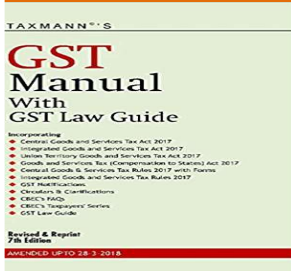 TAXMANN®'S
GST
Manual
With
GST Law Guide
Incorporating
Central Goods and Services Tax Act 2017
Integrated Goods and Services Tax Act 2017
Union Territory Goods and Services Tax Act 2017
Goods and Services Tax (Compensation to States) Act 2017
Central Goods & Service Tax Rules 2017 with Forms
Integrated Goods and Services Tax Rules 2017
GST Notifications
Circulars & Clarifications
CBEC's FAQs
CBEC's Taxpayers' Series
GST Law Guide
Revised & Reprint
7th Edition
AMENDED UPTO 28-3-2018